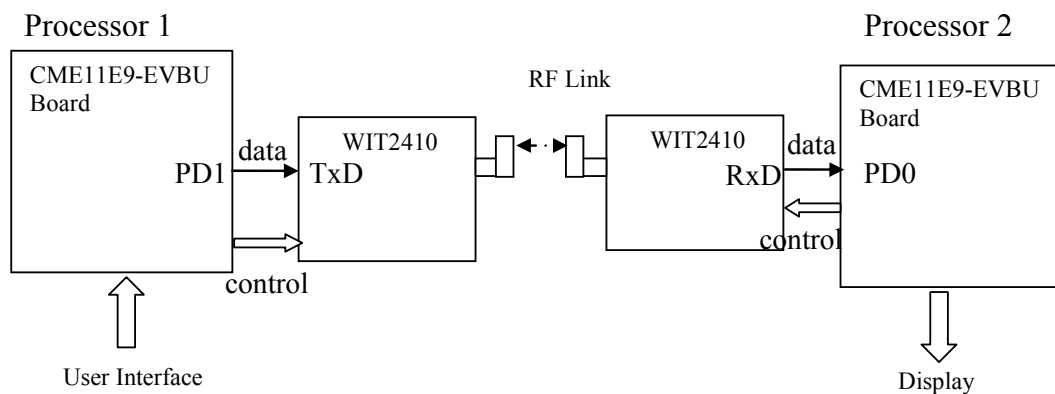 Processor 1
Processor 2
CME11E9-EVBU
Board
RF Link
CME11E9-EVBU
Board
WIT2410
WIT2410
data
data
PD1
TxD
RxD
PD0
control
control
User Interface
Display